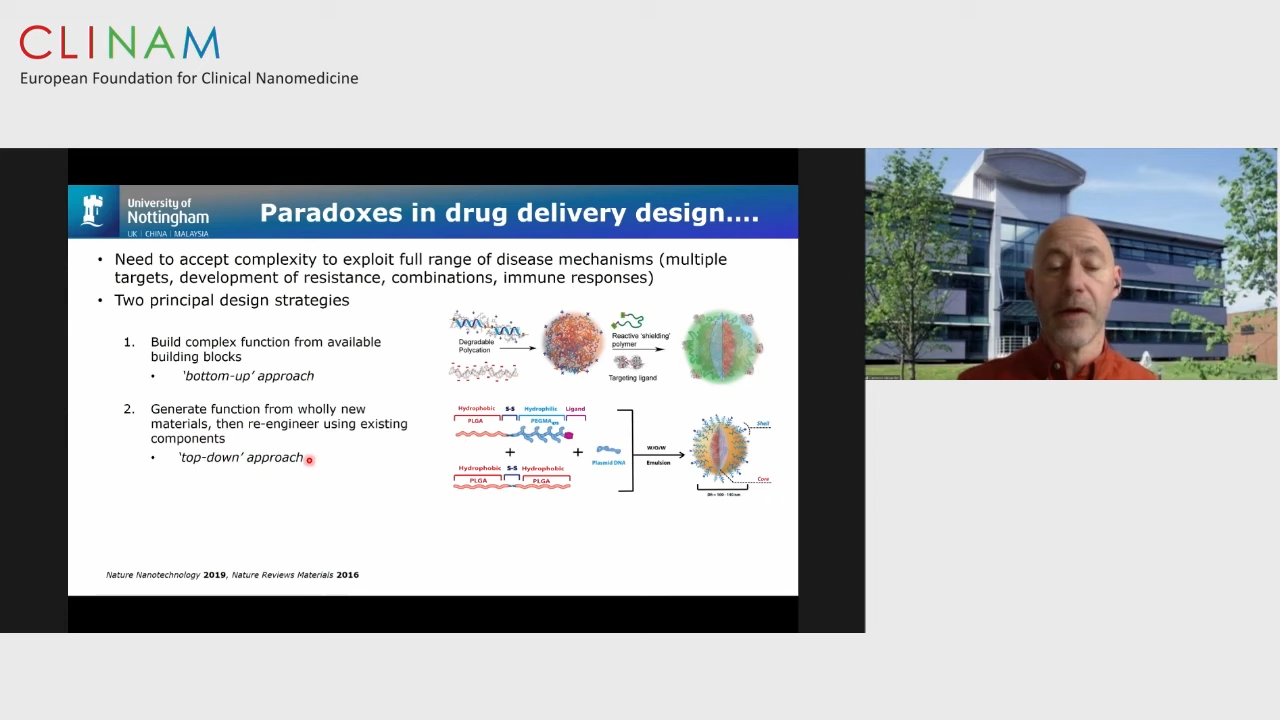 CLINAM
European Foundation for Clinical Nanomedicine
University of
Nottingham
UK | CHINA | MALAYSIA
Paradoxes in drug delivery design....
• Need to accept complexity to exploit full range of disease mechanisms (multiple
targets, development of resistance, combinations, immune responses)
• Two principal design strategies
1. Build complex function from available
building blocks
• ‘bottom-up’ approach
2. Generate function from wholly new
materials, then re-engineer using existing
components
• ‘top-down’ approach
Degradable
Polycation
Reactive ‘shielding’
polymer
Targeting ligand
Hydrophobic S-S Hydrophilic Ligand
PLGA PEGMA
+ +
Plasmid DNA
W/O/W
Emulsion
Hydrophobic S-S Hydrophobic
PLGA PLGA
Shell
Core
Nature Nanotechnology 2019, Nature Reviews Materials 2016